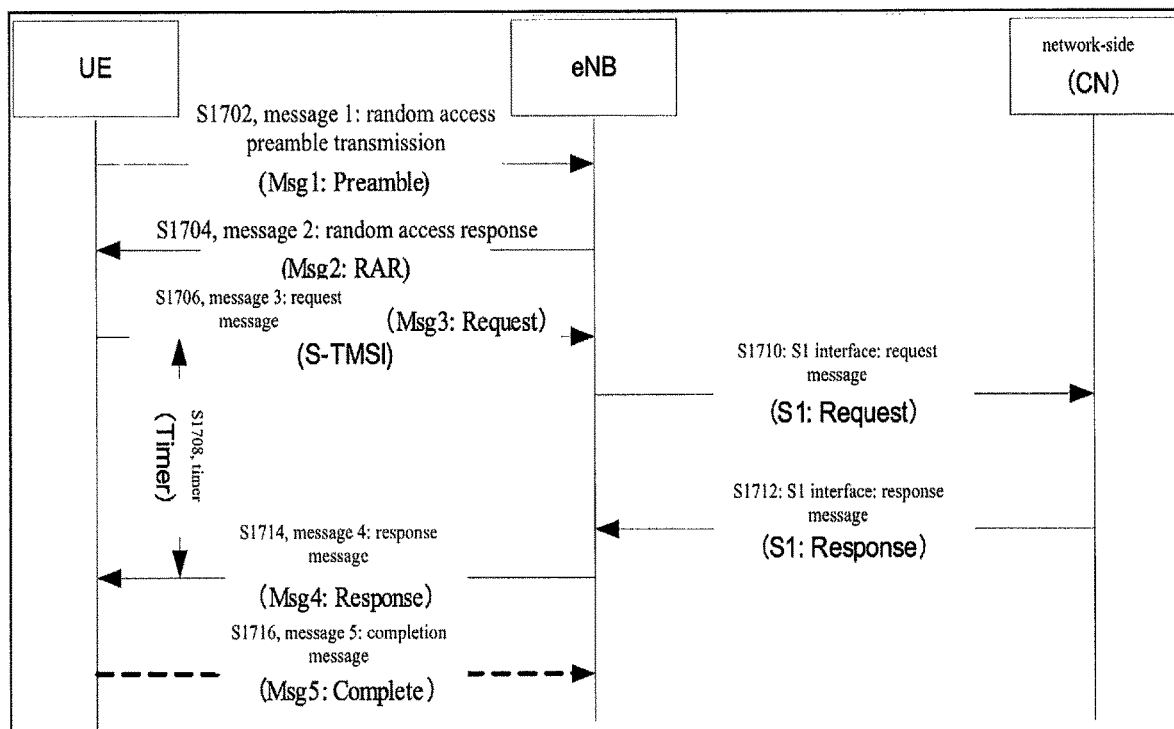 UE
eNB
network-side
(CN)
S1702, message 1: random access
preamble transmission
(Msg1: Preamble)
S1704, message 2: random access response
(Msg2: RAR)
S1706, message 3: request
message
(Msg3: Request)
(S-TMSI)
S1710: S1 interface: request
message
(S1: Request)
S1708, timer
(Timer)
S1712: S1 interface: response
message
(S1: Response)
S1714, message 4: response
message
(Msg4: Response)
S1716, message 5: completion
message
(Msg5: Complete)